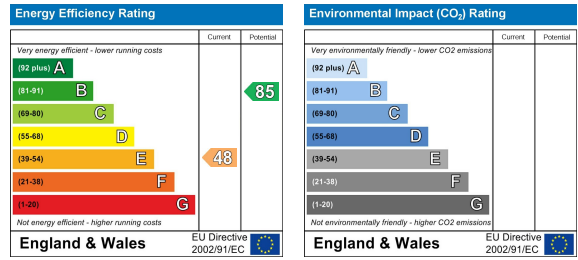 Energy Efficiency Rating
Current Potential
Very energy efficient - lower running costs
(92 plus) A
(81-91) B
85
(69-80) C
(55-68) D
(39-54) E
48
(21-38) F
(1-20) G
Not energy efficient - higher running costs
England & Wales
EU Directive
2002/91/EC
Environmental Impact (CO₂) Rating
Current Potential
Very environmentally friendly - lower CO2 emissions
(92 plus) A
(81-91) B
(69-80) C
(55-68) D
(39-54) E
(21-38) F
(1-20) G
Not environmentally friendly - higher CO2 emissions
England & Wales
EU Directive
2002/91/EC